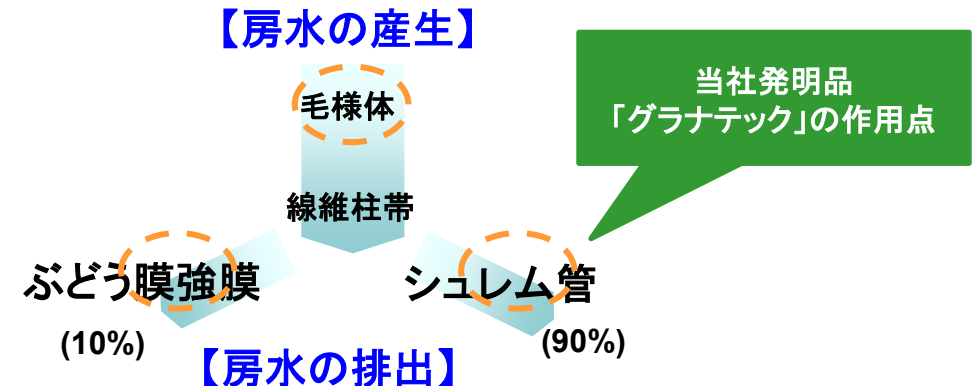 【房水の産生】
当社発明品
「グラナテック」の作用点
毛様体
線維柱帯
ぶどう膜強膜
シュレム管
(10%)
(90%)
【房水の排出】